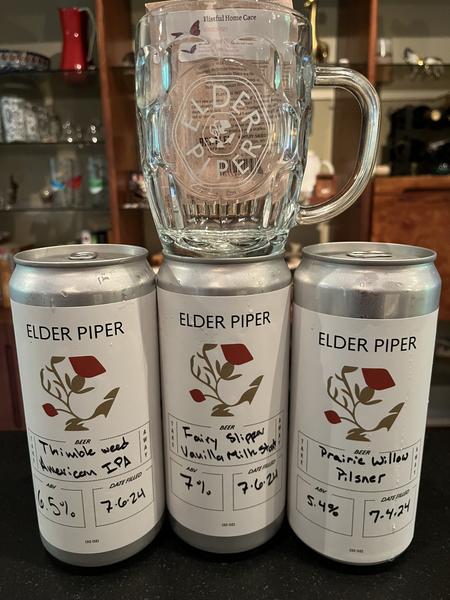 Blissful Home Care
ELDER
PIPER
ELDER PIPER
BEER
Thimbleweed
American IPA
ABV
6.5%
DATE FILLED
7-6-24
ELDER PIPER
BEER
Fairy Slipper
Vanilla Milk Stout
ABV
7%
DATE FILLED
7-6-24
ELDER PIPER
BEER
Prairie Willow
Pilsner
ABV
5.4%
DATE FILLED
7-4-24